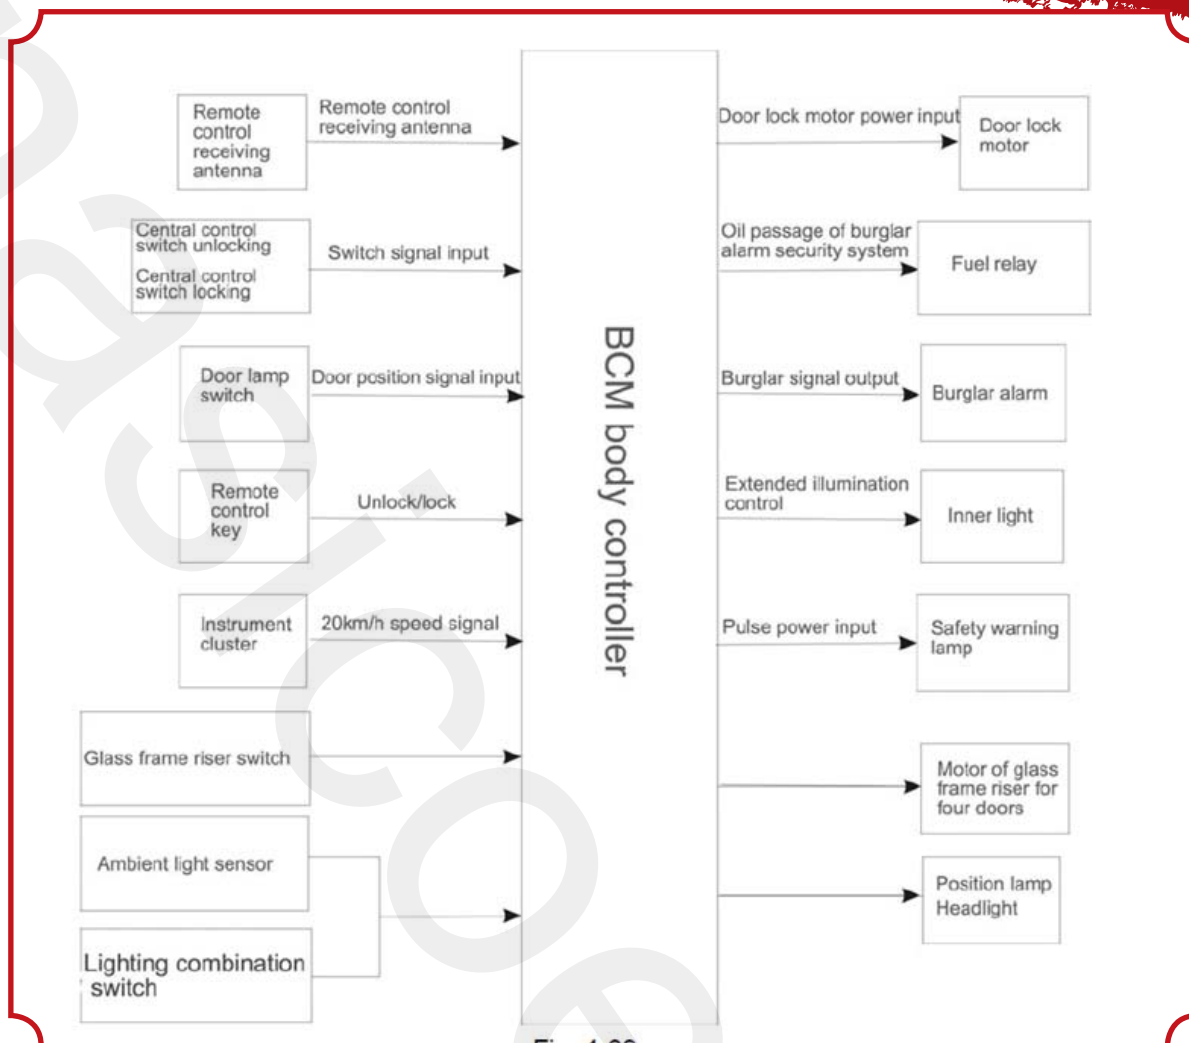 Remote
control
receiving
antenna
Remote control
receiving antenna
Central control
switch unlocking
Central control
switch locking
Switch signal input
Door lamp
switch
Door position signal input
Remote
control
key
Unlock/lock
Instrument
cluster
20km/h speed signal
Glass frame riser switch
Ambient light sensor
Lighting combination
switch
BCM body controller
Door lock motor power input
Door lock
motor
Oil passage of burglar
alarm security system
Fuel relay
Burglar signal output
Burglar alarm
Extended illumination
control
Inner light
Pulse power input
Safety warning
lamp
Motor of glass
frame riser for
four doors
Position lamp
Headlight